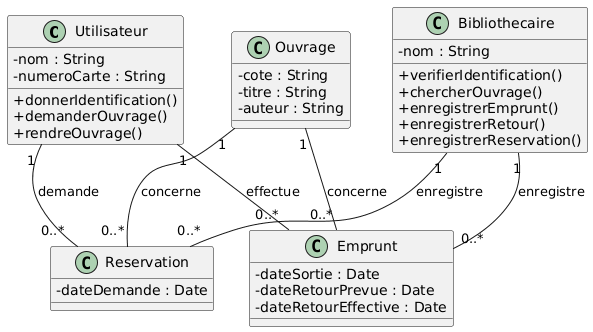 C Utilisateur
-nom : String
-numeroCarte : String
+donnerIdentification()
+demanderOuvrage()
+rendreOuvrage()
C Ouvrage
-cote : String
-titre : String
-auteur : String
C Bibliothecaire
-nom : String
+verifierIdentification()
+chercherOuvrage()
+enregistrerEmprunt()
+enregistrerRetour()
+enregistrerReservation()
1
1
1
1
1
1
demande
concerne
effectue
concerne
enregistre
enregistre
0..*
0..*
0..*
0..*
0..*
0..*
C Reservation
-dateDemande : Date
C Emprunt
-dateSortie : Date
-dateRetourPrevue : Date
-dateRetourEffective : Date